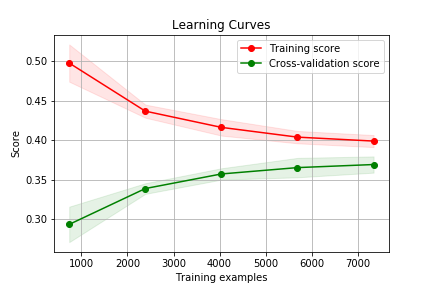 Learning Curves
Training score
Cross-validation score
0.50
0.45
0.40
0.35
0.30
Score
1000 2000 3000 4000 5000 6000 7000
Training examples